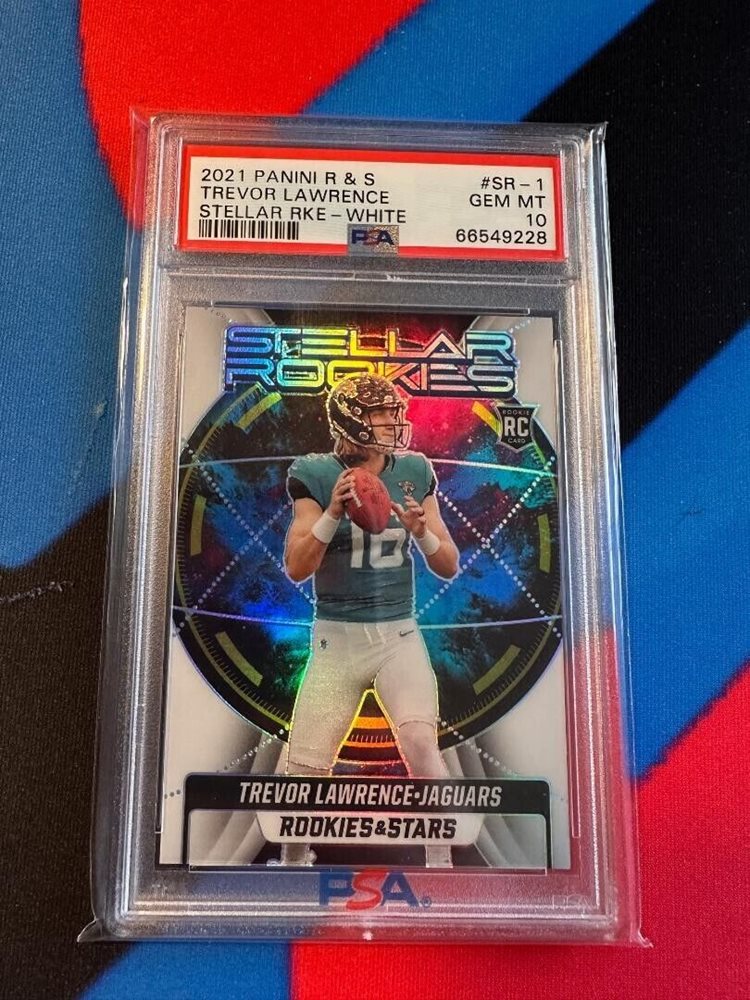 2021 PANINI R & S #SR-1
TREVOR LAWRENCE GEM MT
STELLAR RKE-WHITE 10
PSA 66549228
STELLAR
ROOKIES
ROOKIE
RC
CARD
16
TREVOR LAWRENCE•JAGUARS
ROOKIES&STARS
PSA